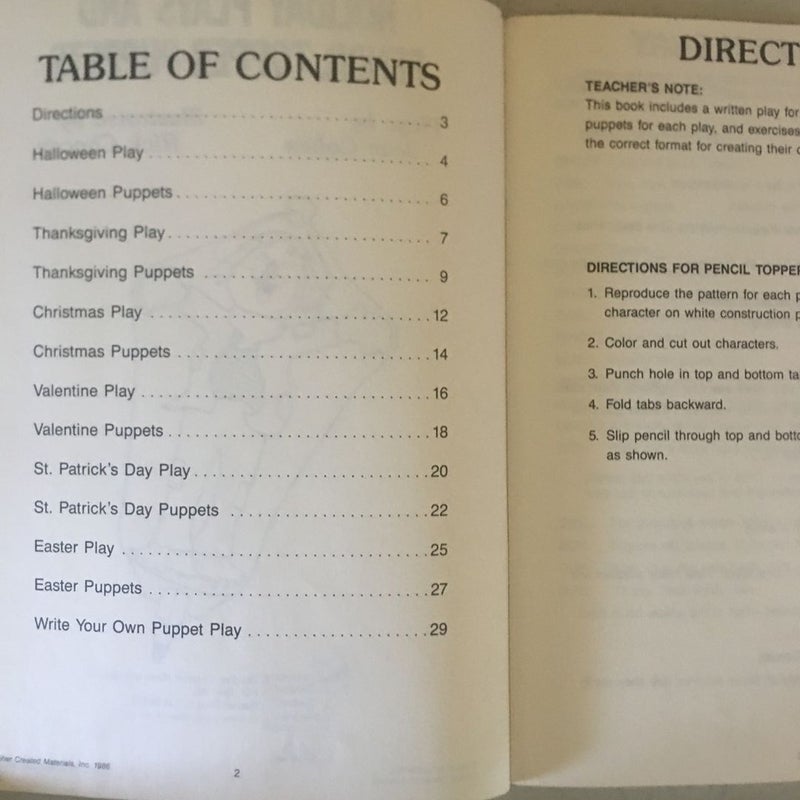 TABLE OF CONTENTS
Directions . . . . . . . . . . . . . . . . . . . . . . . . . . . . . . . . 3
Halloween Play . . . . . . . . . . . . . . . . . . . . . . . . . . . . 4
Halloween Puppets . . . . . . . . . . . . . . . . . . . . . . . . . 6
Thanksgiving Play . . . . . . . . . . . . . . . . . . . . . . . . . . 7
Thanksgiving Puppets . . . . . . . . . . . . . . . . . . . . . . . 9
Christmas Play . . . . . . . . . . . . . . . . . . . . . . . . . . . . 12
Christmas Puppets . . . . . . . . . . . . . . . . . . . . . . . . . 14
Valentine Play . . . . . . . . . . . . . . . . . . . . . . . . . . . . . 16
Valentine Puppets . . . . . . . . . . . . . . . . . . . . . . . . . . 18
St. Patrick's Day Play . . . . . . . . . . . . . . . . . . . . . . . 20
St. Patrick's Day Puppets . . . . . . . . . . . . . . . . . . . . 22
Easter Play . . . . . . . . . . . . . . . . . . . . . . . . . . . . . . . 25
Easter Puppets . . . . . . . . . . . . . . . . . . . . . . . . . . . . 27
Write Your Own Puppet Play . . . . . . . . . . . . . . . . . . 29
Created Materials, Inc. 1986
2
DIRECT
TEACHER'S NOTE:
This book includes a written play for
puppets for each play, and exercises
the correct format for creating their
DIRECTIONS FOR PENCIL TOPPE
1. Reproduce the pattern for each
character on white construction
2. Color and cut out characters.
3. Punch hole in top and bottom ta
4. Fold tabs backward.
5. Slip pencil through top and botto
as shown.